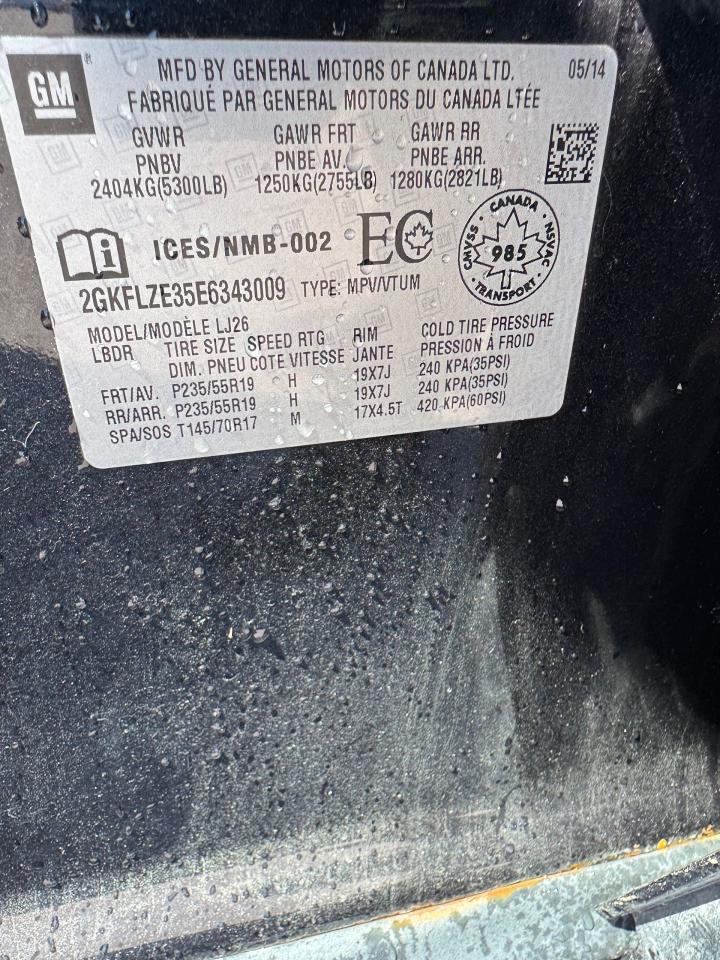 GM
MFD BY GENERAL MOTORS OF CANADA LTD. 05/14
FABRIQUÉ PAR GENERAL MOTORS DU CANADA LTÉE
GVWR GAWR FRT GAWR RR
PNBV PNBE AV. PNBE ARR.
2404KG(5300LB) 1250KG(2755LB) 1280KG(2821LB)
ICES/NMB-002 EC
CANADA CMVSS NSVAC 985 TRANSPORT
2GKFLZE35E6343009 TYPE: MPV/VTUM
MODEL/MODÈLE LJ26
LBDR TIRE SIZE SPEED RTG RIM COLD TIRE PRESSURE
DIM. PNEU COTE VITESSE JANTE PRESSION À FROID
FRT/AV. P235/55R19 H 19X7J 240 KPA(35PSI)
RR/ARR. P235/55R19 H 19X7J 240 KPA(35PSI)
SPA/SOS T145/70R17 M 17X4.5T 420 KPA(60PSI)